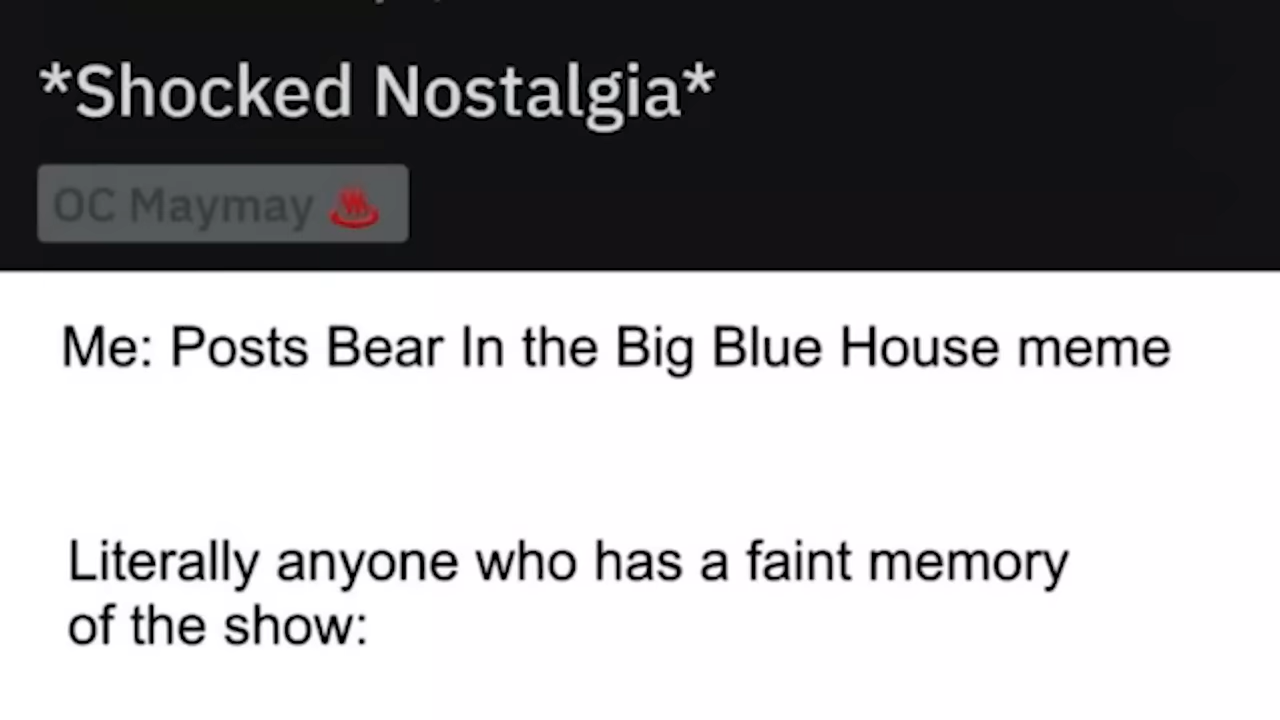 *Shocked Nostalgia*
OC Maymay ♨
Me: Posts Bear In the Big Blue House meme
Literally anyone who has a faint memory
of the show: